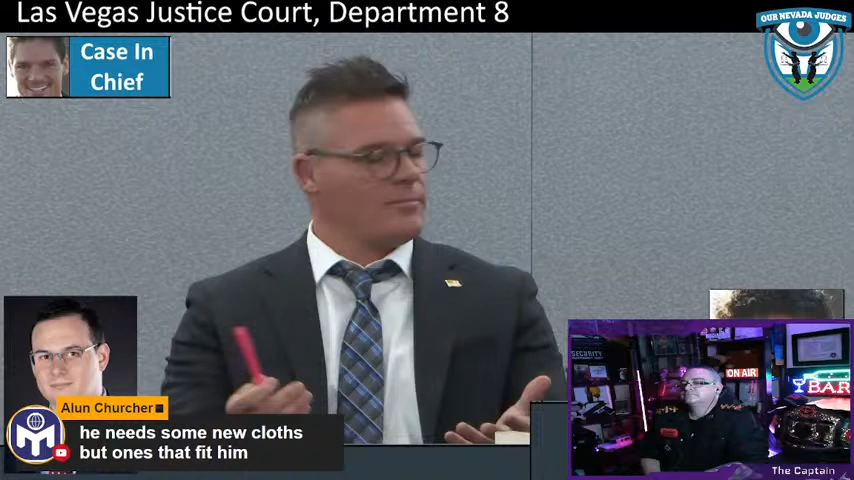 Las Vegas Justice Court, Department 8
OUR NEVADA JUDGES
Case In
Chief
SECURITY
ON AIR
BAR
Alun Churcher
he needs some new cloths
but ones that fit him
The Captain